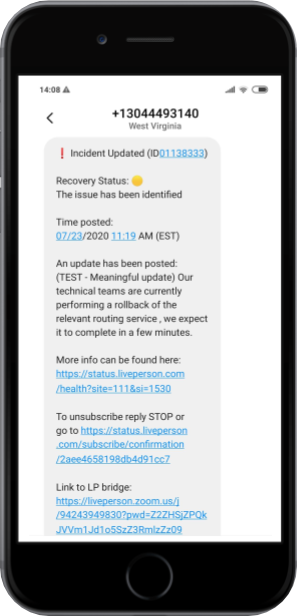 14:08
+13044493140
West Virginia
❗ Incident Updated (ID01138333)
Recovery Status: 🟡
The issue has been identified
Time posted:
07/23/2020 11:19 AM (EST)
An update has been posted:
(TEST - Meaningful update) Our
technical teams are currently
performing a rollback of the
relevant routing service , we expect
it to complete in a few minutes.
More info can be found here:
https://status.liveperson.com
/health?site=111&si=1530
To unsubscribe reply STOP or
go to https://status.liveperson
.com/subscribe/confirmation
/2aee4658198db4d91cc7
Link to LP bridge:
https://liveperson.zoom.us/j
/94243949830?pwd=Z2ZHSjZPQk
JVVm1Jd1o5SzZ3RmlzZz09